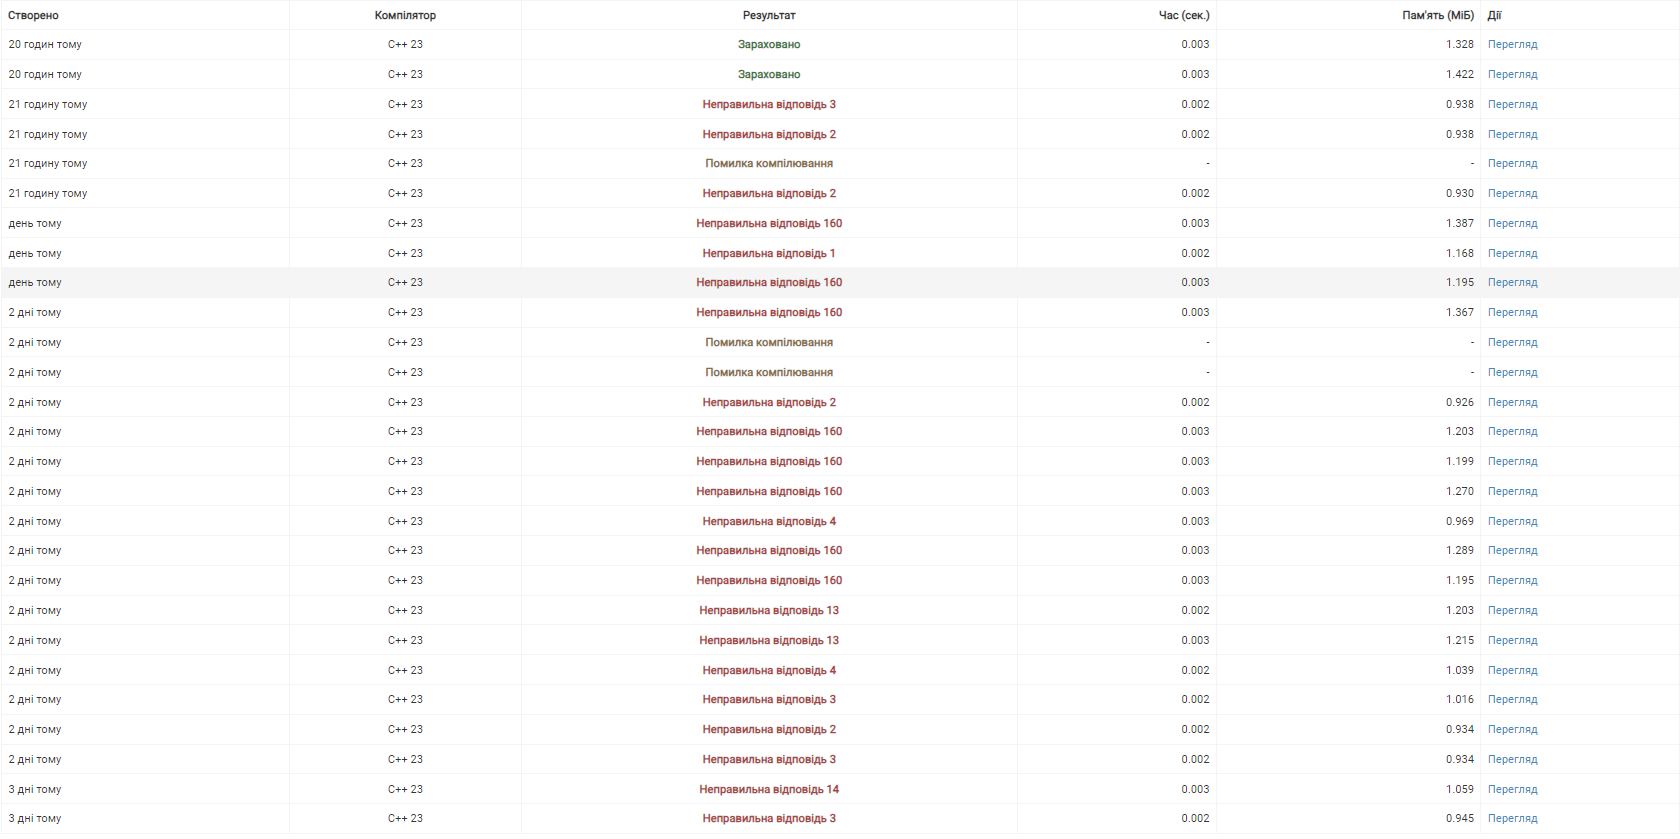 Створено Компілятор Результат Час (сек.) Пам'ять (МіБ) Дії
20 годин тому C++ 23 Зараховано 0.003 1.328 Перегляд
20 годин тому C++ 23 Зараховано 0.003 1.422 Перегляд
21 годину тому C++ 23 Неправильна відповідь 3 0.002 0.938 Перегляд
21 годину тому C++ 23 Неправильна відповідь 2 0.002 0.938 Перегляд
21 годину тому C++ 23 Помилка компілювання - - Перегляд
21 годину тому C++ 23 Неправильна відповідь 2 0.002 0.930 Перегляд
день тому C++ 23 Неправильна відповідь 160 0.003 1.387 Перегляд
день тому C++ 23 Неправильна відповідь 1 0.002 1.168 Перегляд
день тому C++ 23 Неправильна відповідь 160 0.003 1.195 Перегляд
2 дні тому C++ 23 Неправильна відповідь 160 0.003 1.367 Перегляд
2 дні тому C++ 23 Помилка компілювання - - Перегляд
2 дні тому C++ 23 Помилка компілювання - - Перегляд
2 дні тому C++ 23 Неправильна відповідь 2 0.002 0.926 Перегляд
2 дні тому C++ 23 Неправильна відповідь 160 0.003 1.203 Перегляд
2 дні тому C++ 23 Неправильна відповідь 160 0.003 1.199 Перегляд
2 дні тому C++ 23 Неправильна відповідь 160 0.003 1.270 Перегляд
2 дні тому C++ 23 Неправильна відповідь 4 0.003 0.969 Перегляд
2 дні тому C++ 23 Неправильна відповідь 160 0.003 1.289 Перегляд
2 дні тому C++ 23 Неправильна відповідь 160 0.003 1.195 Перегляд
2 дні тому C++ 23 Неправильна відповідь 13 0.002 1.203 Перегляд
2 дні тому C++ 23 Неправильна відповідь 13 0.003 1.215 Перегляд
2 дні тому C++ 23 Неправильна відповідь 4 0.002 1.039 Перегляд
2 дні тому C++ 23 Неправильна відповідь 3 0.002 1.016 Перегляд
2 дні тому C++ 23 Неправильна відповідь 2 0.002 0.934 Перегляд
2 дні тому C++ 23 Неправильна відповідь 3 0.002 0.934 Перегляд
3 дні тому C++ 23 Неправильна відповідь 14 0.003 1.059 Перегляд
3 дні тому C++ 23 Неправильна відповідь 3 0.002 0.945 Перегляд